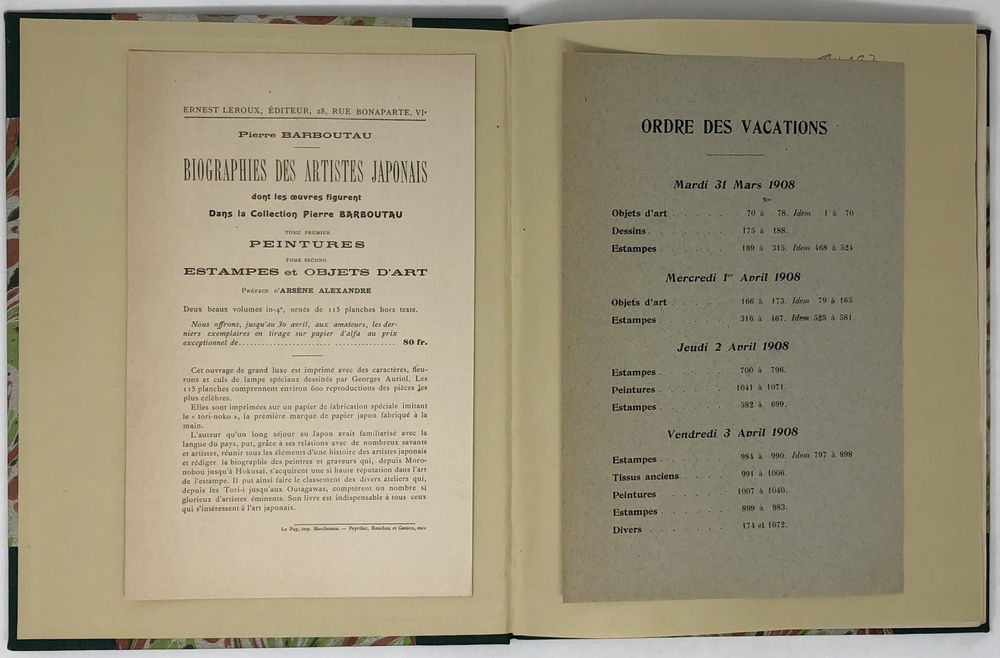 ERNEST LEROUX, ÉDITEUR, 28, RUE BONAPARTE, VIe
Pierre BARBOUTAU
BIOGRAPHIES DES ARTISTES JAPONAIS
dont les œuvres figurent
Dans la Collection Pierre BARBOUTAU
TOME PREMIER
PEINTURES
TOME SECOND
ESTAMPES et OBJETS D'ART
PRÉFACE D'ARSÈNE ALEXANDRE
Deux beaux volumes in-4°, ornés de 115 planches hors texte.
Nous offrons, jusqu'au 30 avril, aux amateurs, les der-
niers exemplaires en tirage sur papier d'alfa au prix
exceptionnel de........................................ 80 fr.
Cet ouvrage de grand luxe est imprimé avec des caractères, fleu-
rons et culs de lampe spéciaux dessinés par Georges Auriol. Les
115 planches comprennent environ 600 reproductions des pièces les
plus célèbres.
Elles sont imprimées sur un papier de fabrication spéciale imitant
le « tori-noko », la première marque de papier japon fabriqué à la
main.
L'auteur qu'un long séjour au Japon avait familiarisé avec la
langue du pays, put, grâce à ses relations avec de nombreux savants
et artistes, réunir tous les éléments d'une histoire des artistes japonais
et rédiger la biographie des peintres et graveurs qui, depuis Moro-
nobou jusqu'à Hokusaï, s'acquirent une si haute réputation dans l'art
de l'estampe. Il put ainsi faire le classement des divers ateliers qui,
depuis les Tori-i jusqu'aux Outagawas, comptèrent un nombre si
glorieux d'artistes éminents. Son livre est indispensable à tous ceux
qui s'intéressent à l'art japonais.
Le Puy, imp. Marchessou. — Peyriller, Rouchon et Gamon, succ
ORDRE DES VACATIONS
Mardi 31 Mars 1908
Nos
Objets d'art . . . . . 70 à 78. Idem 1 à 70
Dessins . . . . . . 175 à 188.
Estampes . . . . . 189 à 315. Idem 468 à 524
Mercredi 1er Avril 1908
Objets d'art . . . . . 166 à 173. Idem 79 à 165
Estampes . . . . . 316 à 467. Idem 525 à 581
Jeudi 2 Avril 1908
Estampes . . . . . 700 à 796.
Peintures . . . . . 1041 à 1071.
Estampes . . . . . 582 à 699.
Vendredi 3 Avril 1908
Estampes . . . . . 984 à 990. Idem 797 à 898
Tissus anciens . . . . 991 à 1006.
Peintures . . . . . 1007 à 1040.
Estampes . . . . . 899 à 983.
Divers . . . . . . 174 et 1072.